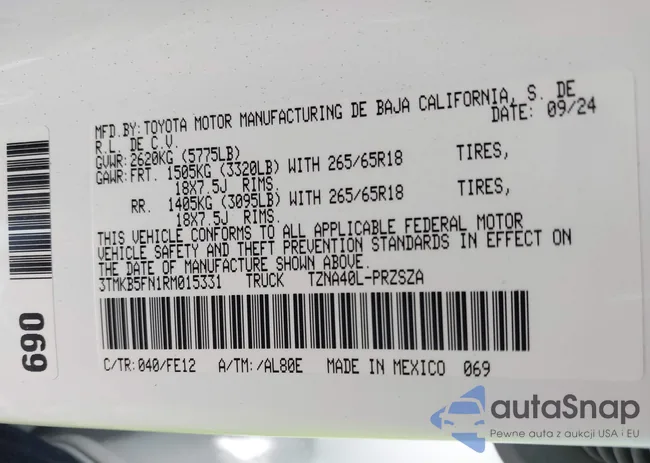 MFD.BY:TOYOTA MOTOR MANUFACTURING DE BAJA CALIFORNIA, S. DE
R.L. DE C.V. DATE: 09/24
GVWR:2620KG (5775LB)
GAWR:FRT. 1505KG (3320LB) WITH 265/65R18 TIRES,
18X7.5J RIMS.
RR. 1405KG (3095LB) WITH 265/65R18 TIRES,
18X7.5J RIMS.
THIS VEHICLE CONFORMS TO ALL APPLICABLE FEDERAL MOTOR
VEHICLE SAFETY AND THEFT PREVENTION STANDARDS IN EFFECT ON
THE DATE OF MANUFACTURE SHOWN ABOVE.
3TMKB5FN1RM015331 TRUCK TZNA40L-PRZSZA
C/TR:040/FE12 A/TM:/AL80E MADE IN MEXICO 069
069
autaSnap
Pewne auta z aukcji USA i EU